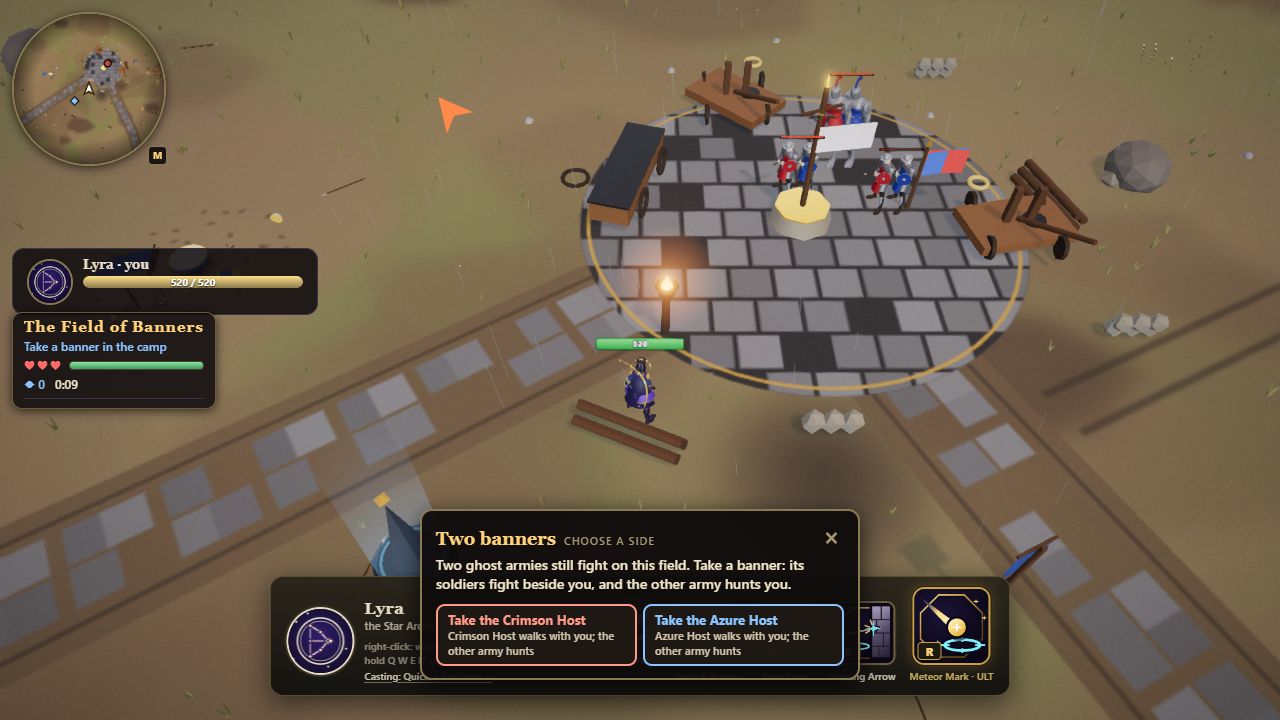 M
Lyra · you
520 / 520
The Field of Banners
Take a banner in the camp
0 0:09
Two banners CHOOSE A SIDE
Two ghost armies still fight on this field. Take a banner: its
soldiers fight beside you, and the other army hunts you.
Take the Crimson Host
Crimson Host walks with you; the
other army hunts
Take the Azure Host
Azure Host walks with you; the
other army hunts
Lyra
the Star
right-click:
hold Q W E
Casting:
R
Arrow
Meteor Mark · ULT